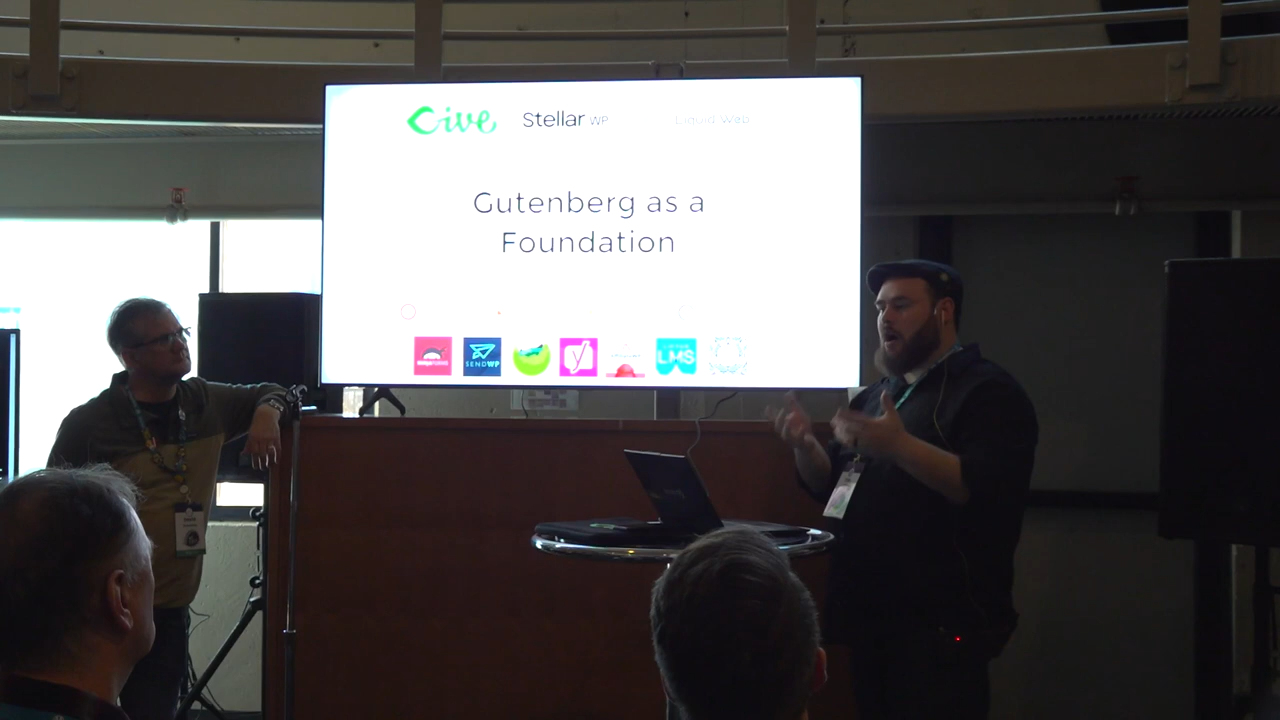 Give
Stellar WP
Liquid Web
Gutenberg as a
Foundation
SENDWP
y
LMS